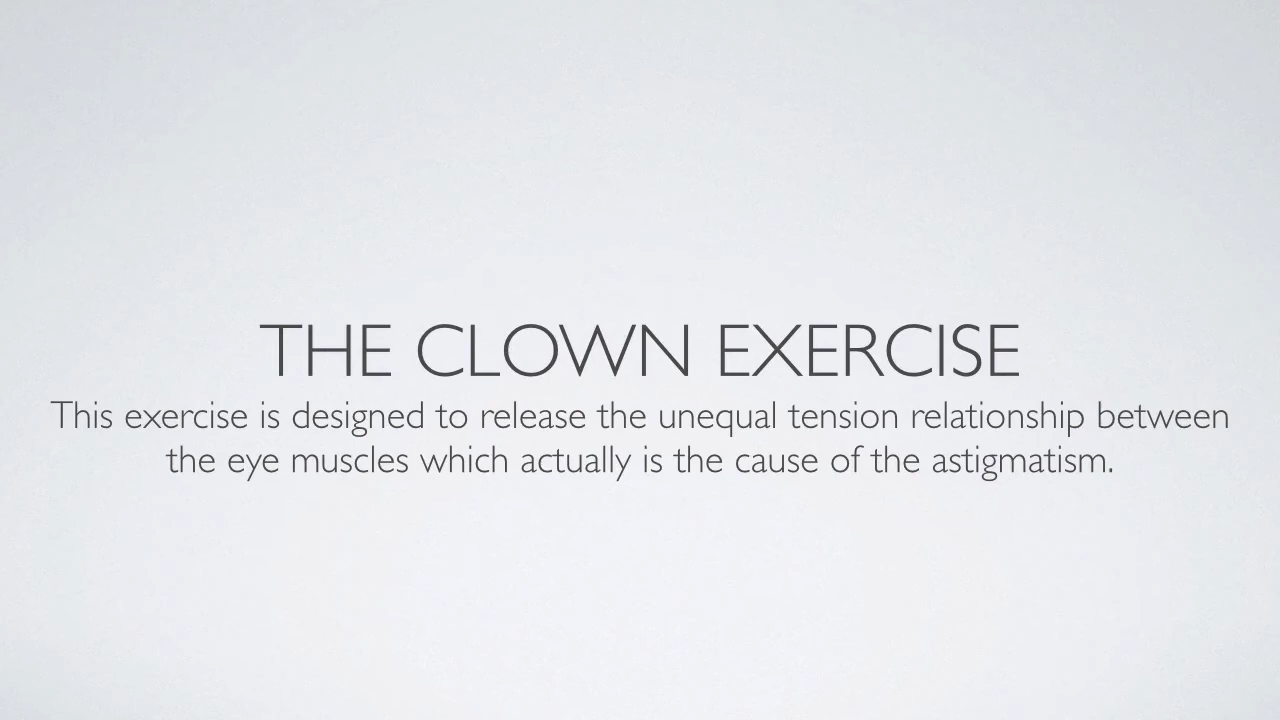 THE CLOWN EXERCISE
This exercise is designed to release the unequal tension relationship between
the eye muscles which actually is the cause of the astigmatism.